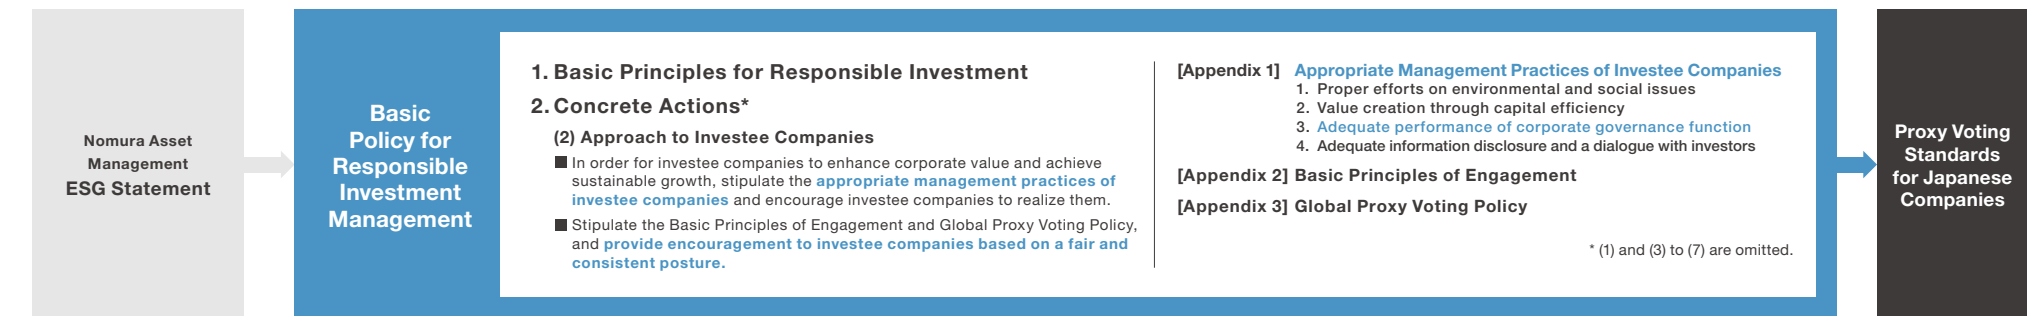 Nomura Asset
Management
ESG Statement
Basic
Policy for
Responsible
Investment
Management
1. Basic Principles for Responsible Investment
2. Concrete Actions*
(2) Approach to Investee Companies
■ In order for investee companies to enhance corporate value and achieve
sustainable growth, stipulate the appropriate management practices of
investee companies and encourage investee companies to realize them.
■ Stipulate the Basic Principles of Engagement and Global Proxy Voting Policy,
and provide encouragement to investee companies based on a fair and
consistent posture.
[Appendix 1] Appropriate Management Practices of Investee Companies
1. Proper efforts on environmental and social issues
2. Value creation through capital efficiency
3. Adequate performance of corporate governance function
4. Adequate information disclosure and a dialogue with investors
[Appendix 2] Basic Principles of Engagement
[Appendix 3] Global Proxy Voting Policy
* (1) and (3) to (7) are omitted.
Proxy Voting
Standards
for Japanese
Companies